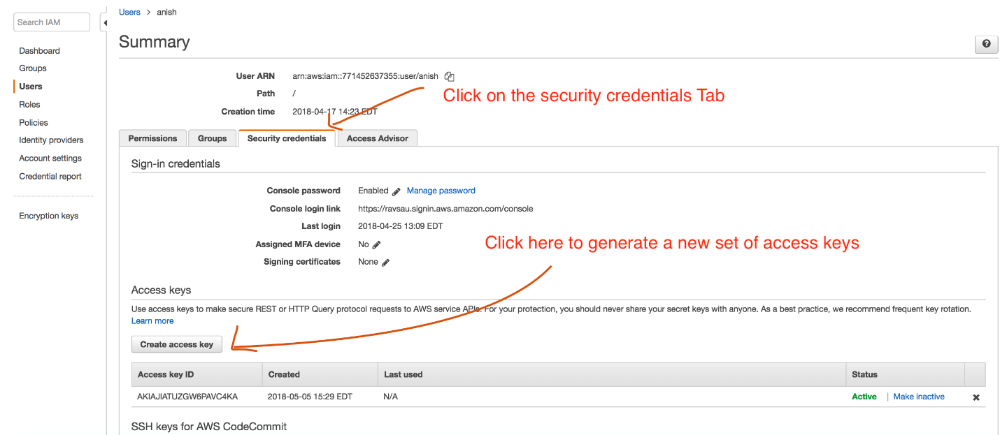 Search IAM
Dashboard
Groups
Users
Roles
Policies
Identity providers
Account settings
Credential report
Encryption keys
Users > anish
Summary
User ARN arn:aws:iam::771452637355:user/anish
Path /
Creation time 2018-04-17 14:23 EDT
Click on the security credentials Tab
Permissions Groups Security credentials Access Advisor
Sign-in credentials
Console password Enabled Manage password
Console login link https://ravsau.signin.aws.amazon.com/console
Last login 2018-04-25 13:09 EDT
Assigned MFA device No
Signing certificates None
Click here to generate a new set of access keys
Access keys
Use access keys to make secure REST or HTTP Query protocol requests to AWS service APIs. For your protection, you should never share your secret keys with anyone. As a best practice, we recommend frequent key rotation.
Learn more
Create access key
Access key ID Created Last used Status
AKIAJIATUZGW6PAVC4KA 2018-05-05 15:29 EDT N/A Active | Make inactive
SSH keys for AWS CodeCommit